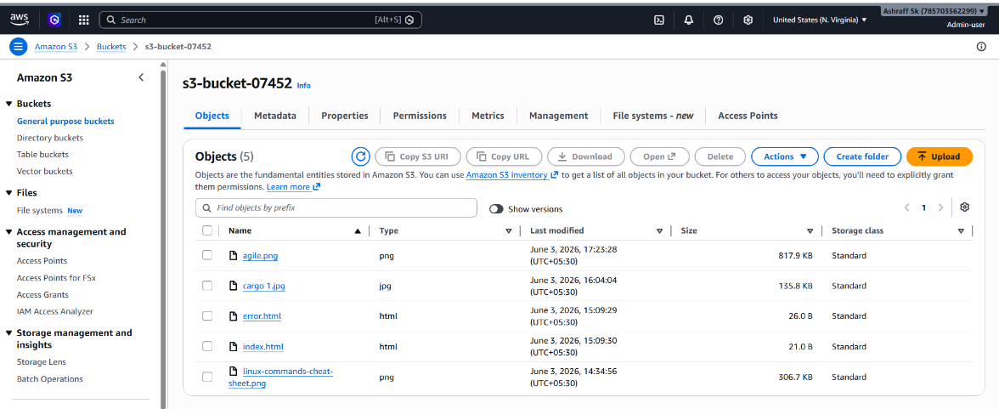 aws
Search [Alt+S]
United States (N. Virginia) ▼
Ashraff 5k (785703562299) ▼
Admin-user
Amazon S3 > Buckets > s3-bucket-07452
Amazon S3
Buckets
General purpose buckets
Directory buckets
Table buckets
Vector buckets
Files
File systems New
Access management and
security
Access Points
Access Points for FSx
Access Grants
IAM Access Analyzer
Storage management and
insights
Storage Lens
Batch Operations
s3-bucket-07452 Info
Objects Metadata Properties Permissions Metrics Management File systems - new Access Points
Objects (5)
Copy S3 URI Copy URL Download Open Delete Actions ▼ Create folder Upload
Objects are the fundamental entities stored in Amazon S3. You can use Amazon S3 inventory to get a list of all objects in your bucket. For others to access your objects, you'll need to explicitly grant
them permissions. Learn more
Find objects by prefix
Show versions
< 1 >
Name Type Last modified Size Storage class
agile.png png June 3, 2026, 17:23:28 (UTC+05:30) 817.9 KB Standard
cargo 1.jpg jpg June 3, 2026, 16:04:04 (UTC+05:30) 135.8 KB Standard
error.html html June 3, 2026, 15:09:29 (UTC+05:30) 26.0 B Standard
index.html html June 3, 2026, 15:09:30 (UTC+05:30) 21.0 B Standard
linux-commands-cheat-sheet.png png June 3, 2026, 14:34:56 (UTC+05:30) 306.7 KB Standard